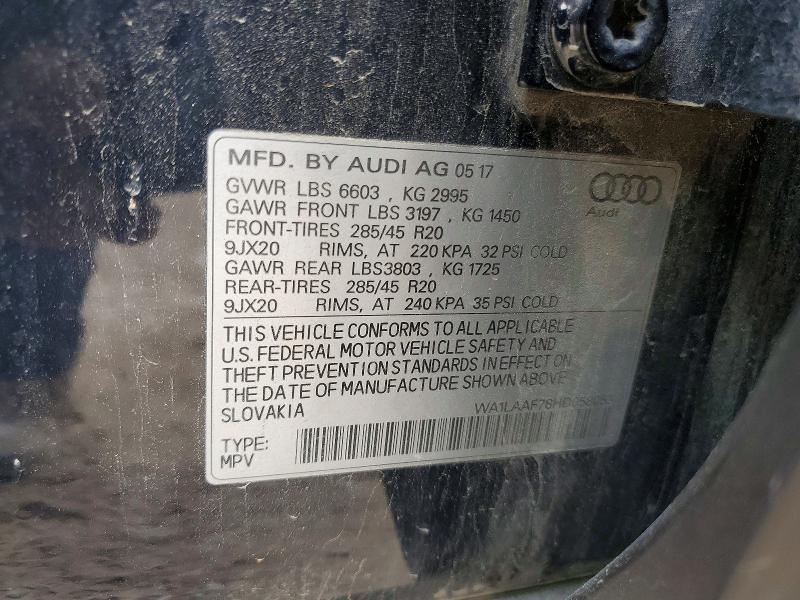 MFD. BY AUDI AG 05 17
GVWR LBS 6603 , KG 2995
GAWR FRONT LBS 3197 , KG 1450
FRONT-TIRES 285/45 R20
9JX20 RIMS, AT 220 KPA 32 PSI COLD
GAWR REAR LBS3803 , KG 1725
REAR-TIRES 285/45 R20
9JX20 RIMS, AT 240 KPA 35 PSI COLD
Audi
THIS VEHICLE CONFORMS TO ALL APPLICABLE
U.S. FEDERAL MOTOR VEHICLE SAFETY AND
THEFT PREVENTION STANDARDS IN EFFECT ON
THE DATE OF MANUFACTURE SHOWN ABOVE
SLOVAKIA
TYPE:
MPV